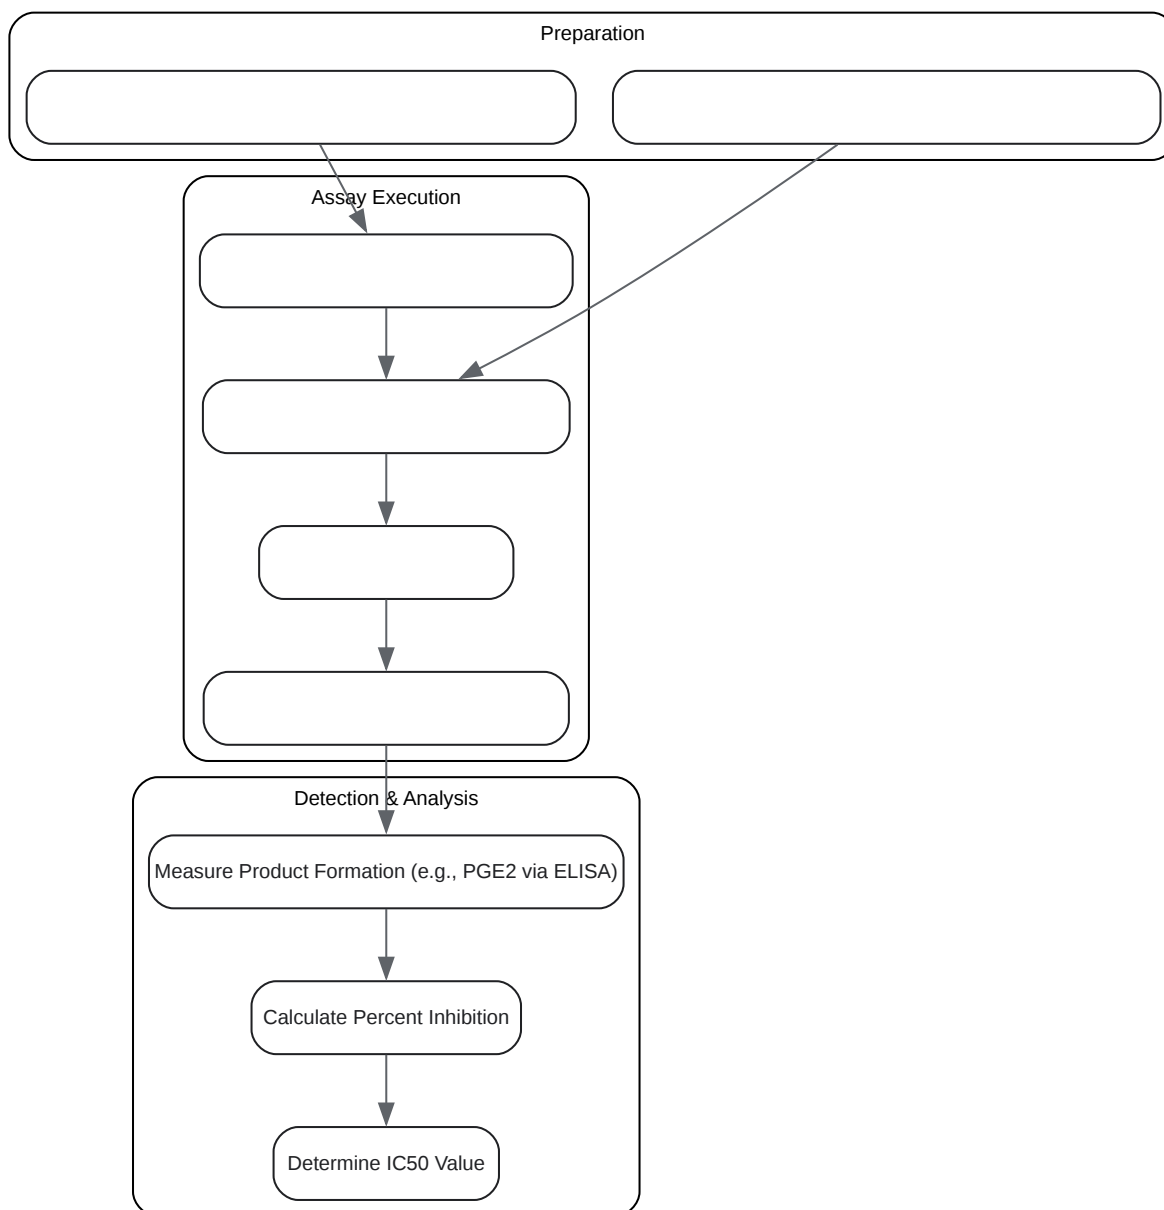 Preparation
Assay Execution
Detection & Analysis
Measure Product Formation (e.g., PGE2 via ELISA)
Calculate Percent Inhibition
Determine IC50 Value